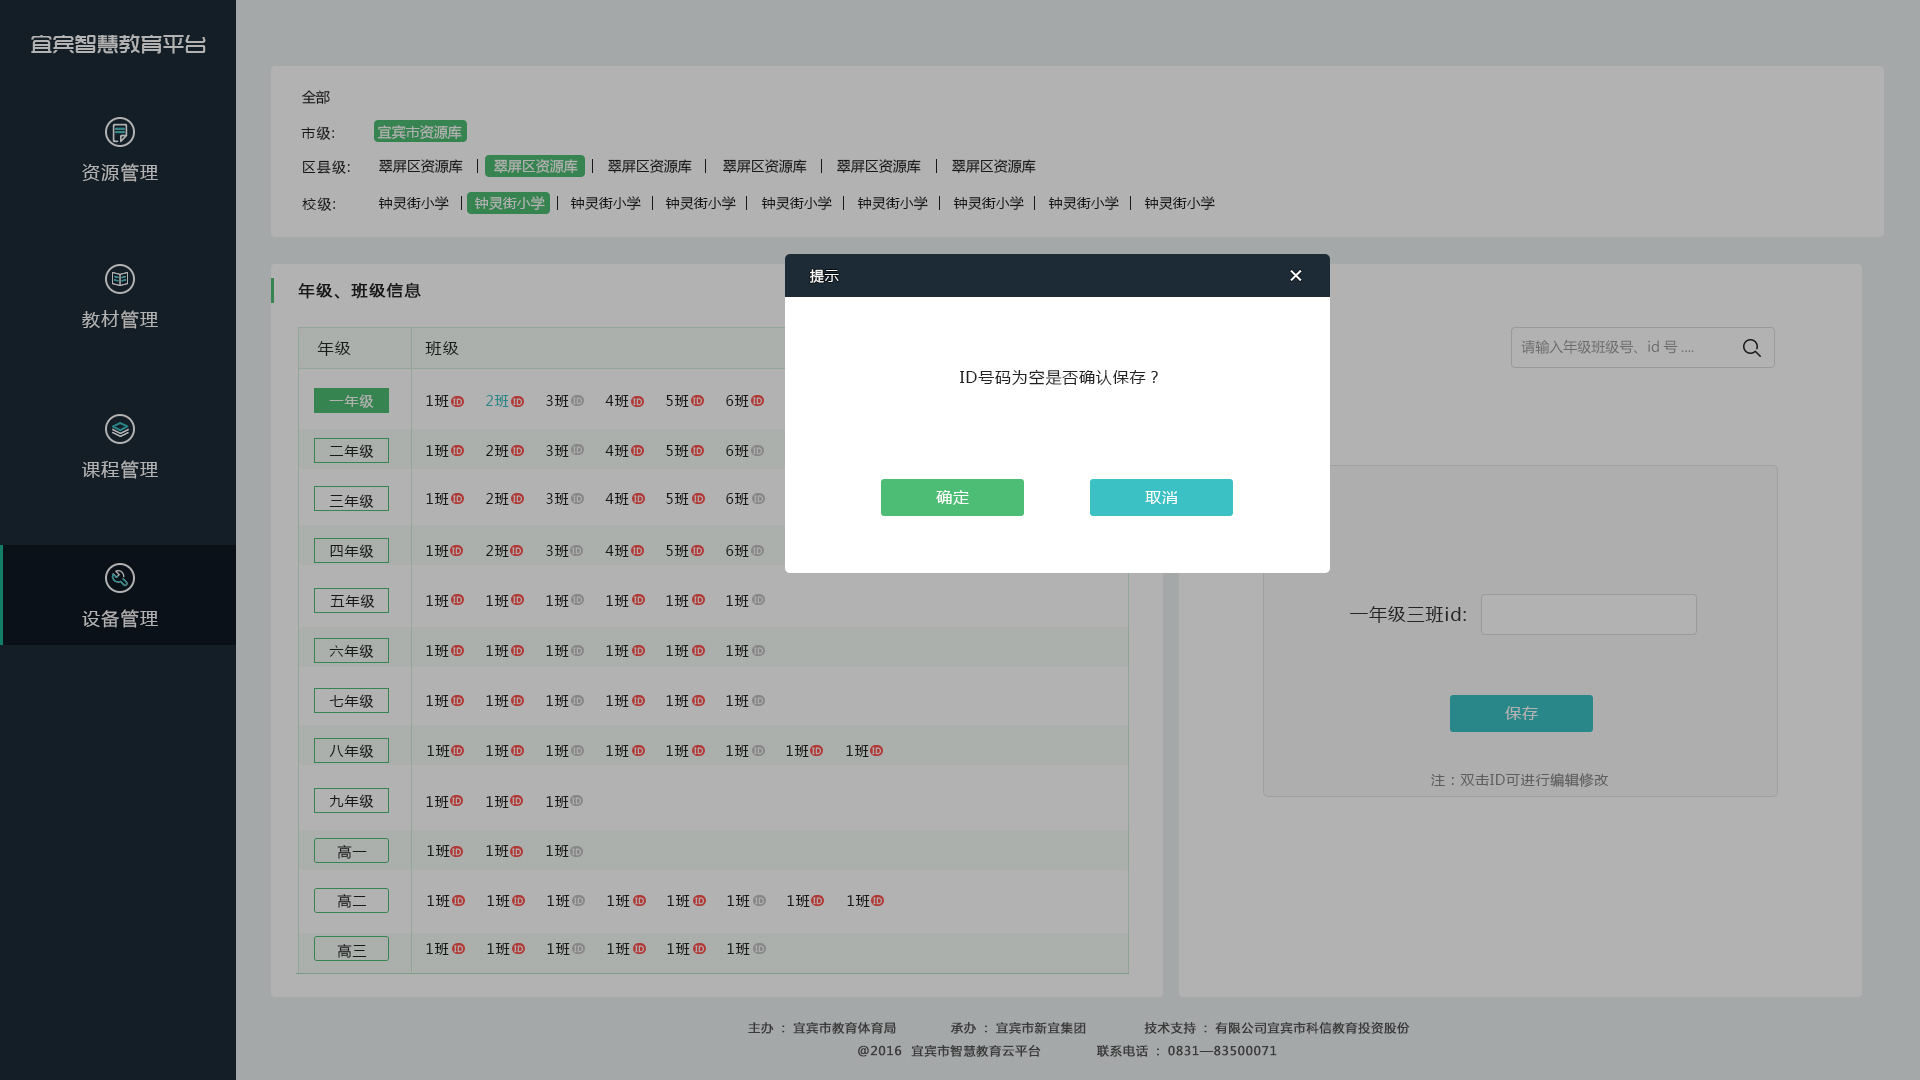 宜宾智慧教育平台
资源管理
教材管理
课程管理
设备管理
全部
市级: 宜宾市资源库
区县级: 翠屏区资源库 | 翠屏区资源库 | 翠屏区资源库 | 翠屏区资源库 | 翠屏区资源库 | 翠屏区资源库
校级: 钟灵街小学 | 钟灵街小学 | 钟灵街小学 | 钟灵街小学 | 钟灵街小学 | 钟灵街小学 | 钟灵街小学 | 钟灵街小学 | 钟灵街小学
年级、班级信息
年级 班级
一年级 1班ID 2班ID 3班ID 4班ID 5班ID 6班ID
二年级 1班ID 2班ID 3班ID 4班ID 5班ID 6班ID
三年级 1班ID 2班ID 3班ID 4班ID 5班ID 6班ID
四年级 1班ID 2班ID 3班ID 4班ID 5班ID 6班ID
五年级 1班ID 1班ID 1班ID 1班ID 1班ID 1班ID
六年级 1班ID 1班ID 1班ID 1班ID 1班ID 1班ID
七年级 1班ID 1班ID 1班ID 1班ID 1班ID 1班ID
八年级 1班ID 1班ID 1班ID 1班ID 1班ID 1班ID 1班ID 1班ID
九年级 1班ID 1班ID 1班ID
高一 1班ID 1班ID 1班ID
高二 1班ID 1班ID 1班ID 1班ID 1班ID 1班ID 1班ID 1班ID
高三 1班ID 1班ID 1班ID 1班ID 1班ID 1班ID
提示
ID号码为空是否确认保存？
确定 取消
请输入年级班级号、id 号 ....
一年级三班id:
保存
注：双击ID可进行编辑修改
主办 ： 宜宾市教育体育局 承办 ： 宜宾市新宜集团 技术支持 ： 有限公司宜宾市科信教育投资股份
@2016 宜宾市智慧教育云平台 联系电话 ： 0831—83500071